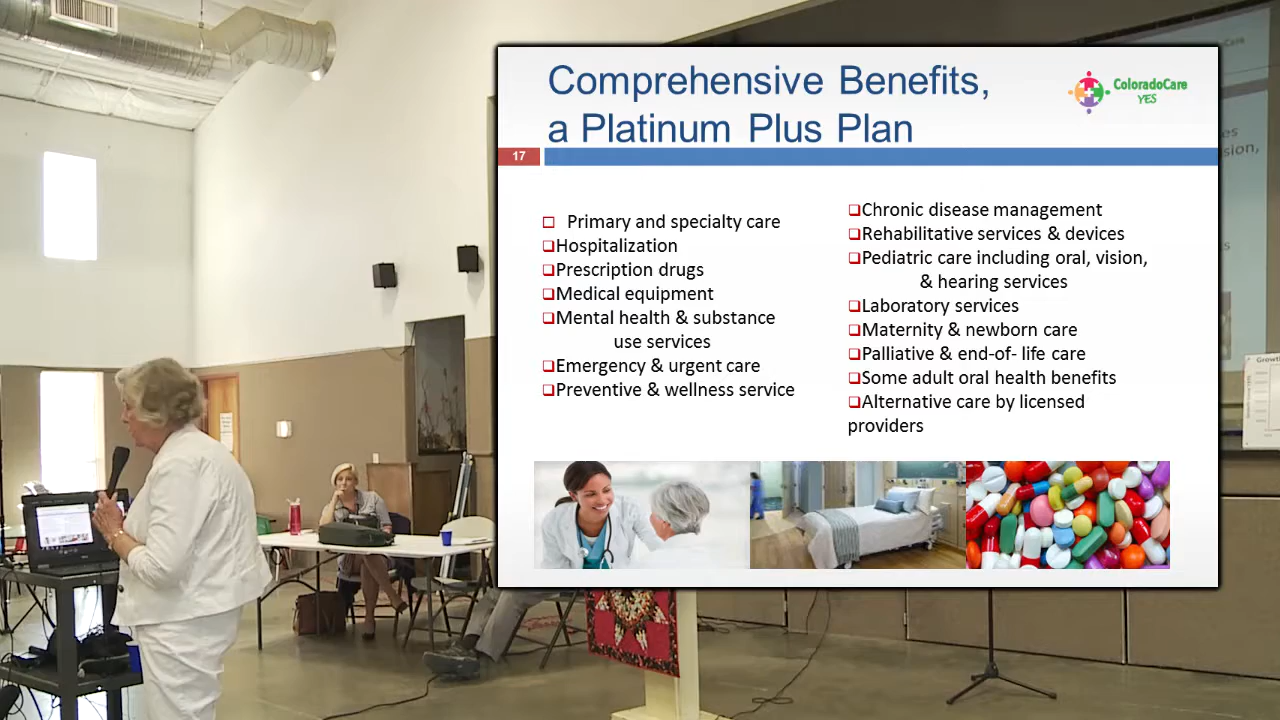 Comprehensive Benefits,
a Platinum Plus Plan
ColoradoCare
YES
17
Primary and specialty care
Hospitalization
Prescription drugs
Medical equipment
Mental health & substance
use services
Emergency & urgent care
Preventive & wellness service
Chronic disease management
Rehabilitative services & devices
Pediatric care including oral, vision,
& hearing services
Laboratory services
Maternity & newborn care
Palliative & end-of- life care
Some adult oral health benefits
Alternative care by licensed
providers
sion,
Growth